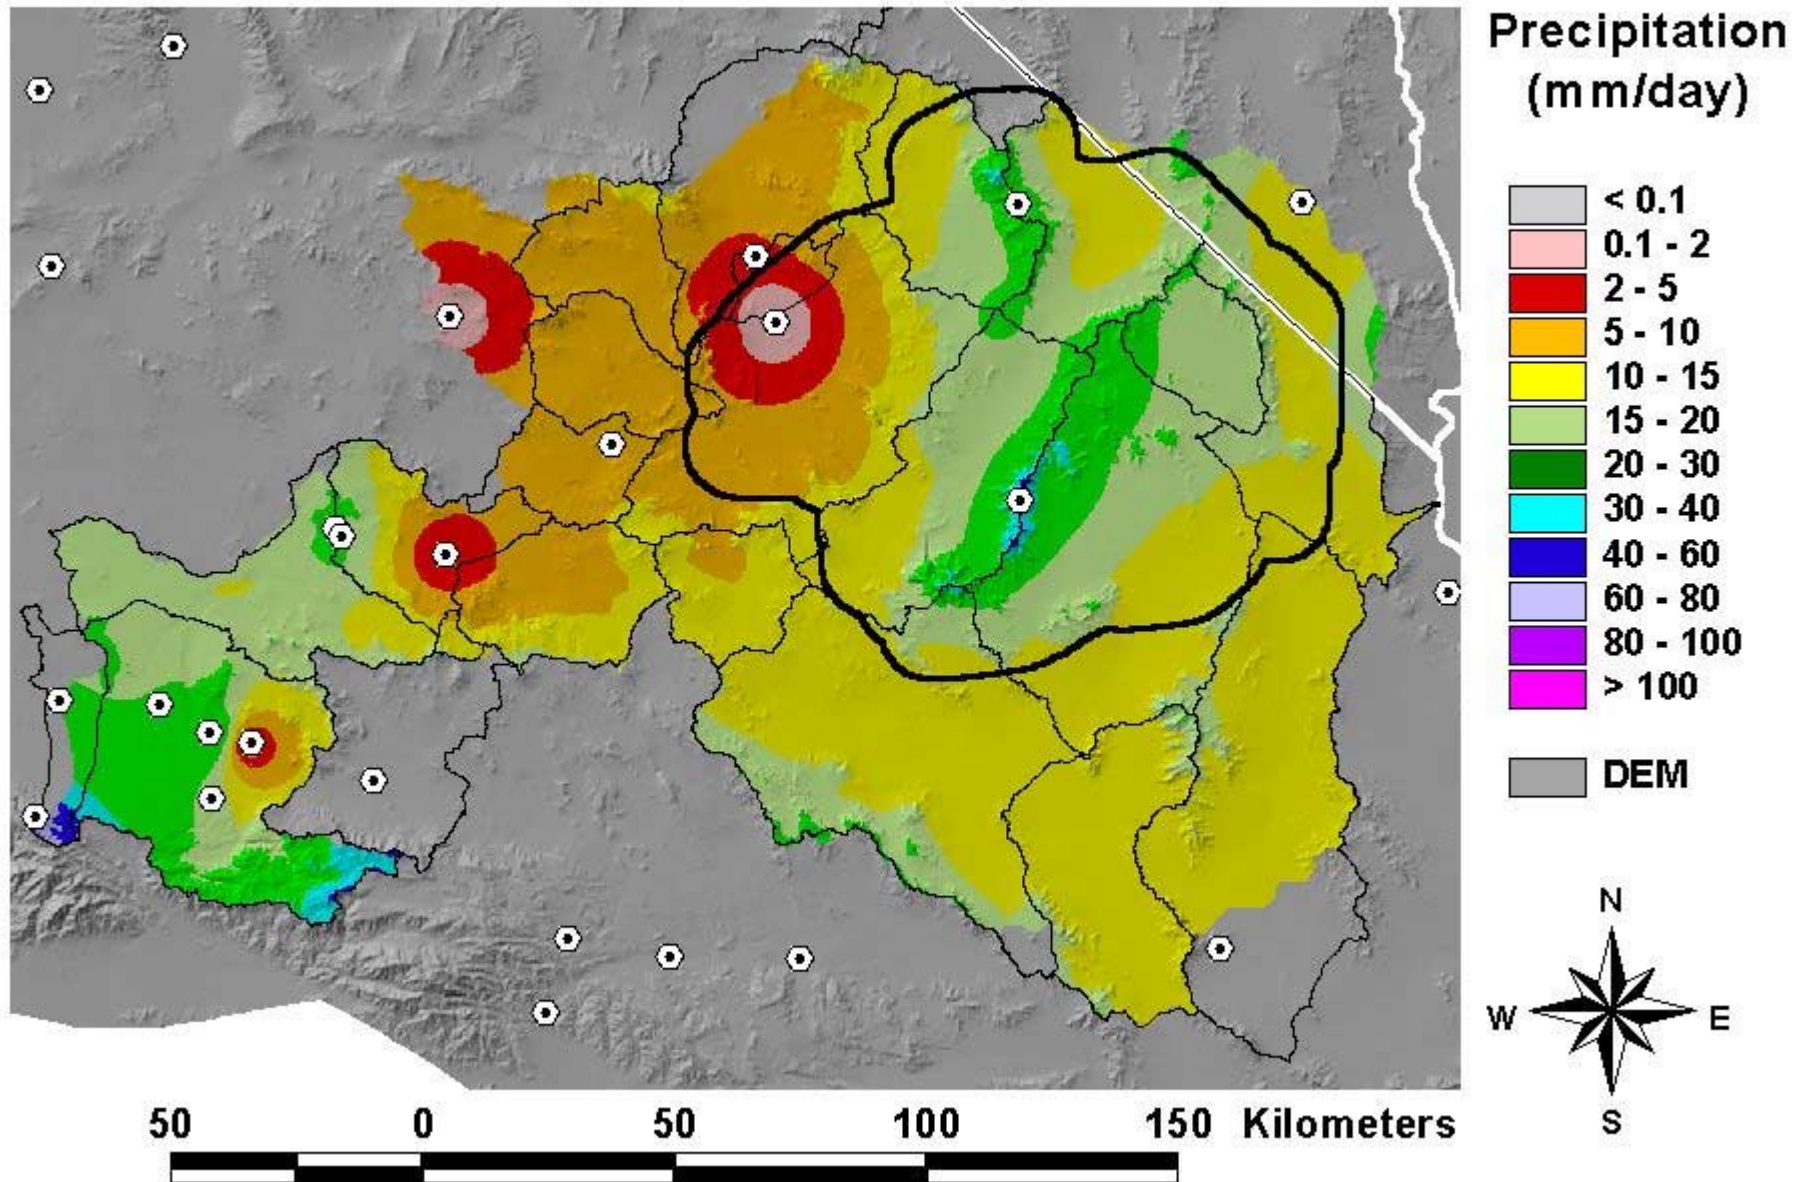 Precipitation
(mm/day)
< 0.1
0.1 - 2
2 - 5
5 - 10
10 - 15
15 - 20
20 - 30
30 - 40
40 - 60
60 - 80
80 - 100
> 100
DEM
N
W E
S
50 0 50 100 150 Kilometers